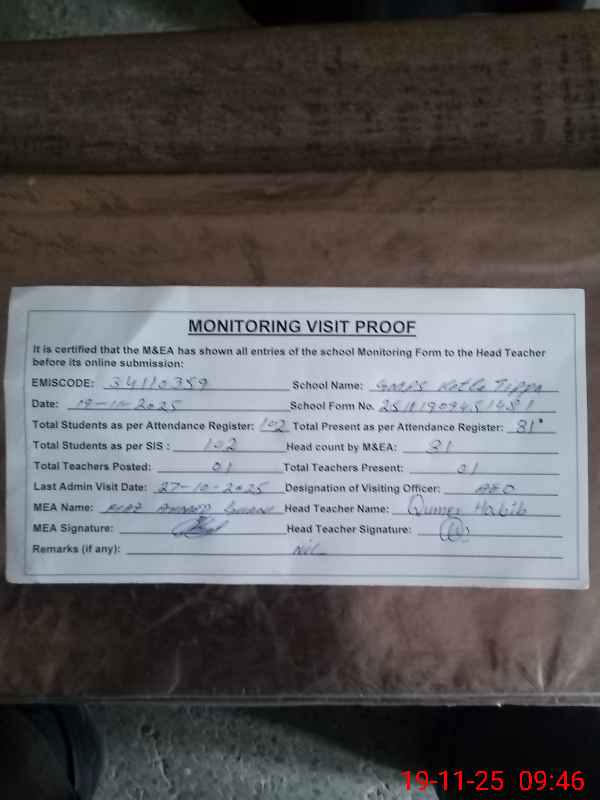 MONITORING VISIT PROOF
It is certified that the M&EA has shown all entries of the school Monitoring Form to the Head Teacher
before its online submission:
EMISCODE: 34110359 School Name: Kotla
Date: 19-11-2025 School Form No.
Total Students as per Attendance Register: 102 Total Present as per Attendance Register: 81
Total Students as per SIS : 102 Head count by M&EA: 81
Total Teachers Posted: 01 Total Teachers Present: 01
Last Admin Visit Date: 27-10-2025 Designation of Visiting Officer: AEO
MEA Name: AHMED Head Teacher Name: Qumer Habib
MEA Signature: Head Teacher Signature:
Remarks (if any): Nil
19-11-25 09:46